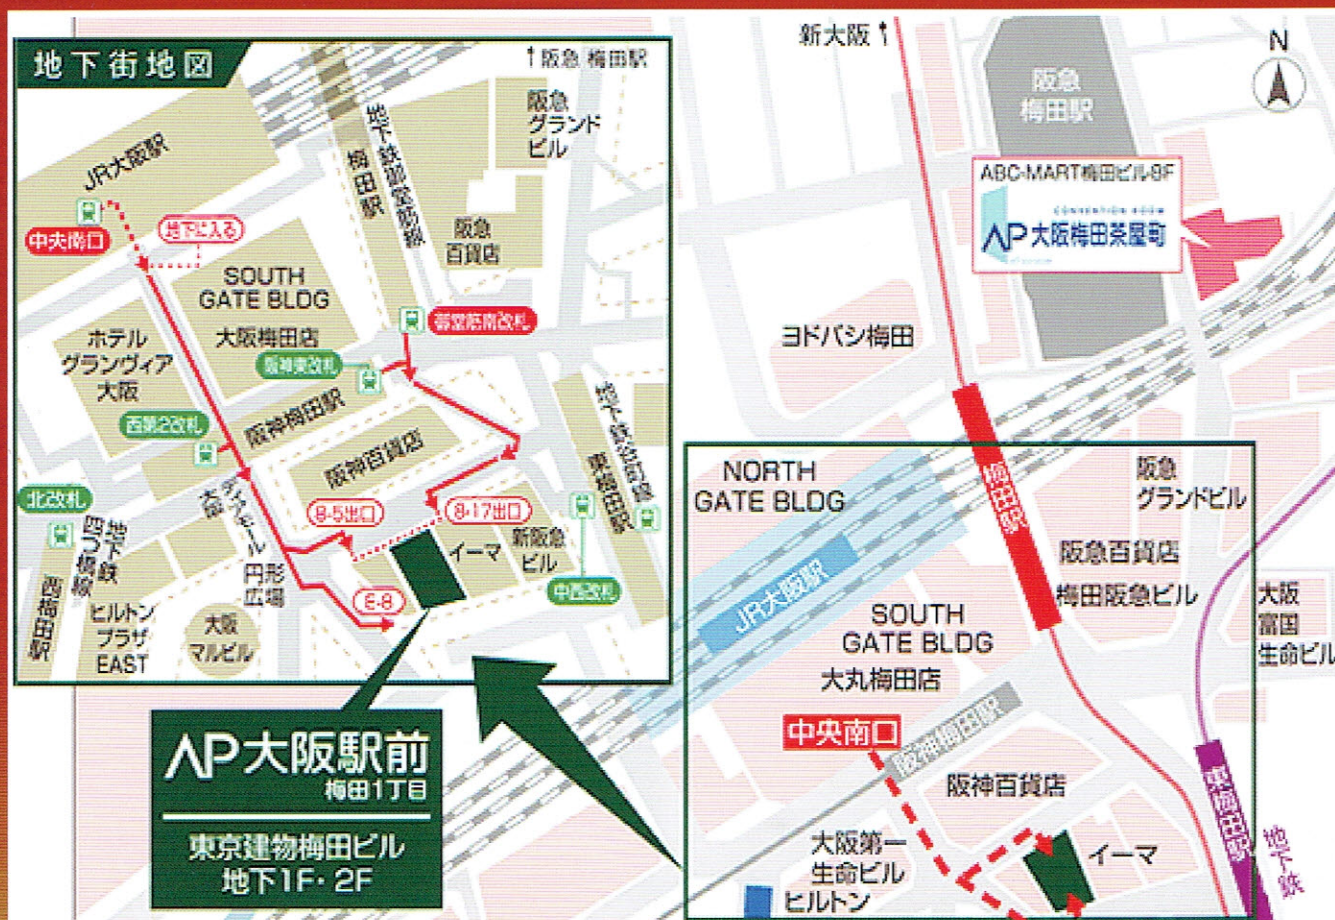 地下街地図
↑阪急 梅田駅
阪急
グランド
ビル
地下鉄御堂筋線
梅田駅
JR大阪駅
中央南口
地下に入る
阪急
百貨店
SOUTH
GATE BLDG
大阪梅田店
御堂筋南改札
ホテル
グランヴィア
大阪
阪神東改札
阪神梅田駅
西第2改札
阪神百貨店
東梅田駅
北改札
地下鉄
四つ橋線
西梅田駅
ディアモール
大阪
円形
広場
8-5出口
8-17出口
イーマ
新阪急
ビル
中西改札
E-8
ヒルトン
プラザ
EAST
大阪
マルビル
AP大阪駅前
梅田1丁目
東京建物梅田ビル
地下1F・2F
新大阪↑
N
阪急
梅田駅
ABC-MART梅田ビル8F
CONVENTION ROOM
AP大阪梅田茶屋町
ヨドバシ梅田
NORTH
GATE BLDG
梅田駅
阪急
グランドビル
阪急百貨店
梅田阪急ビル
JR大阪駅
SOUTH
GATE BLDG
大丸梅田店
大阪
富国
生命ビル
中央南口
阪神梅田駅
阪神百貨店
大阪第一
生命ビル
イーマ
ヒルトン
東梅田駅
地下鉄